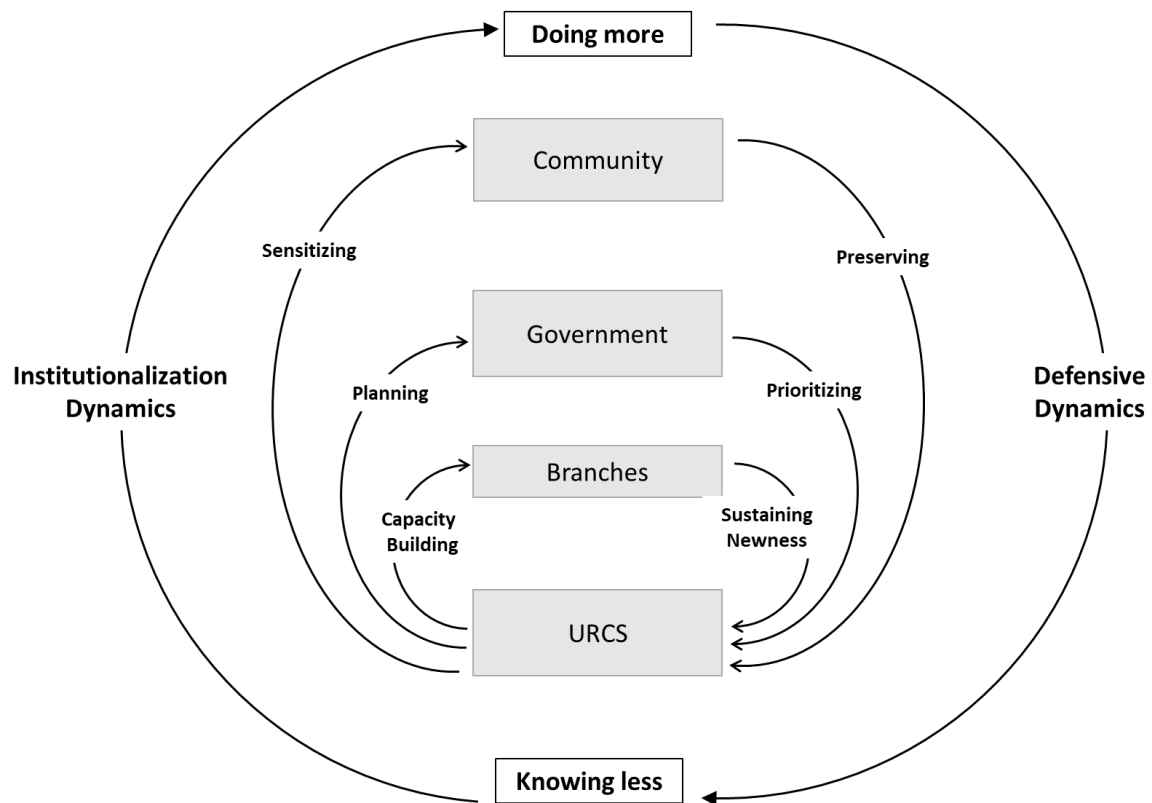 Doing more
Community
Sensitizing
Preserving
Government
Institutionalization
Dynamics
Planning
Prioritizing
Defensive
Dynamics
Branches
Capacity
Building
Sustaining
Newness
URCS
Knowing less